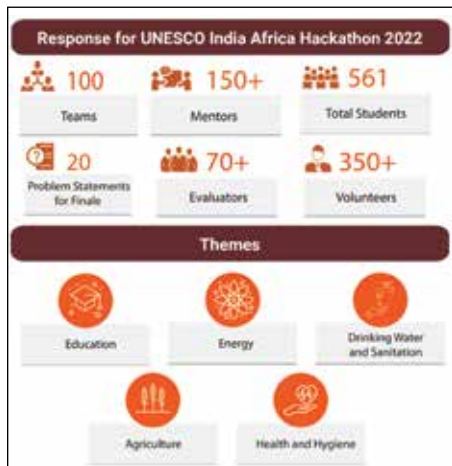 Response for UNESCO India Africa Hackathon 2022
100 150+ 561
Teams Mentors Total Students
20 70+ 350+
Problem Statements
for Finale
Evaluators Volunteers
Themes
Education Energy Drinking Water
and Sanitation
Agriculture Health and Hygiene